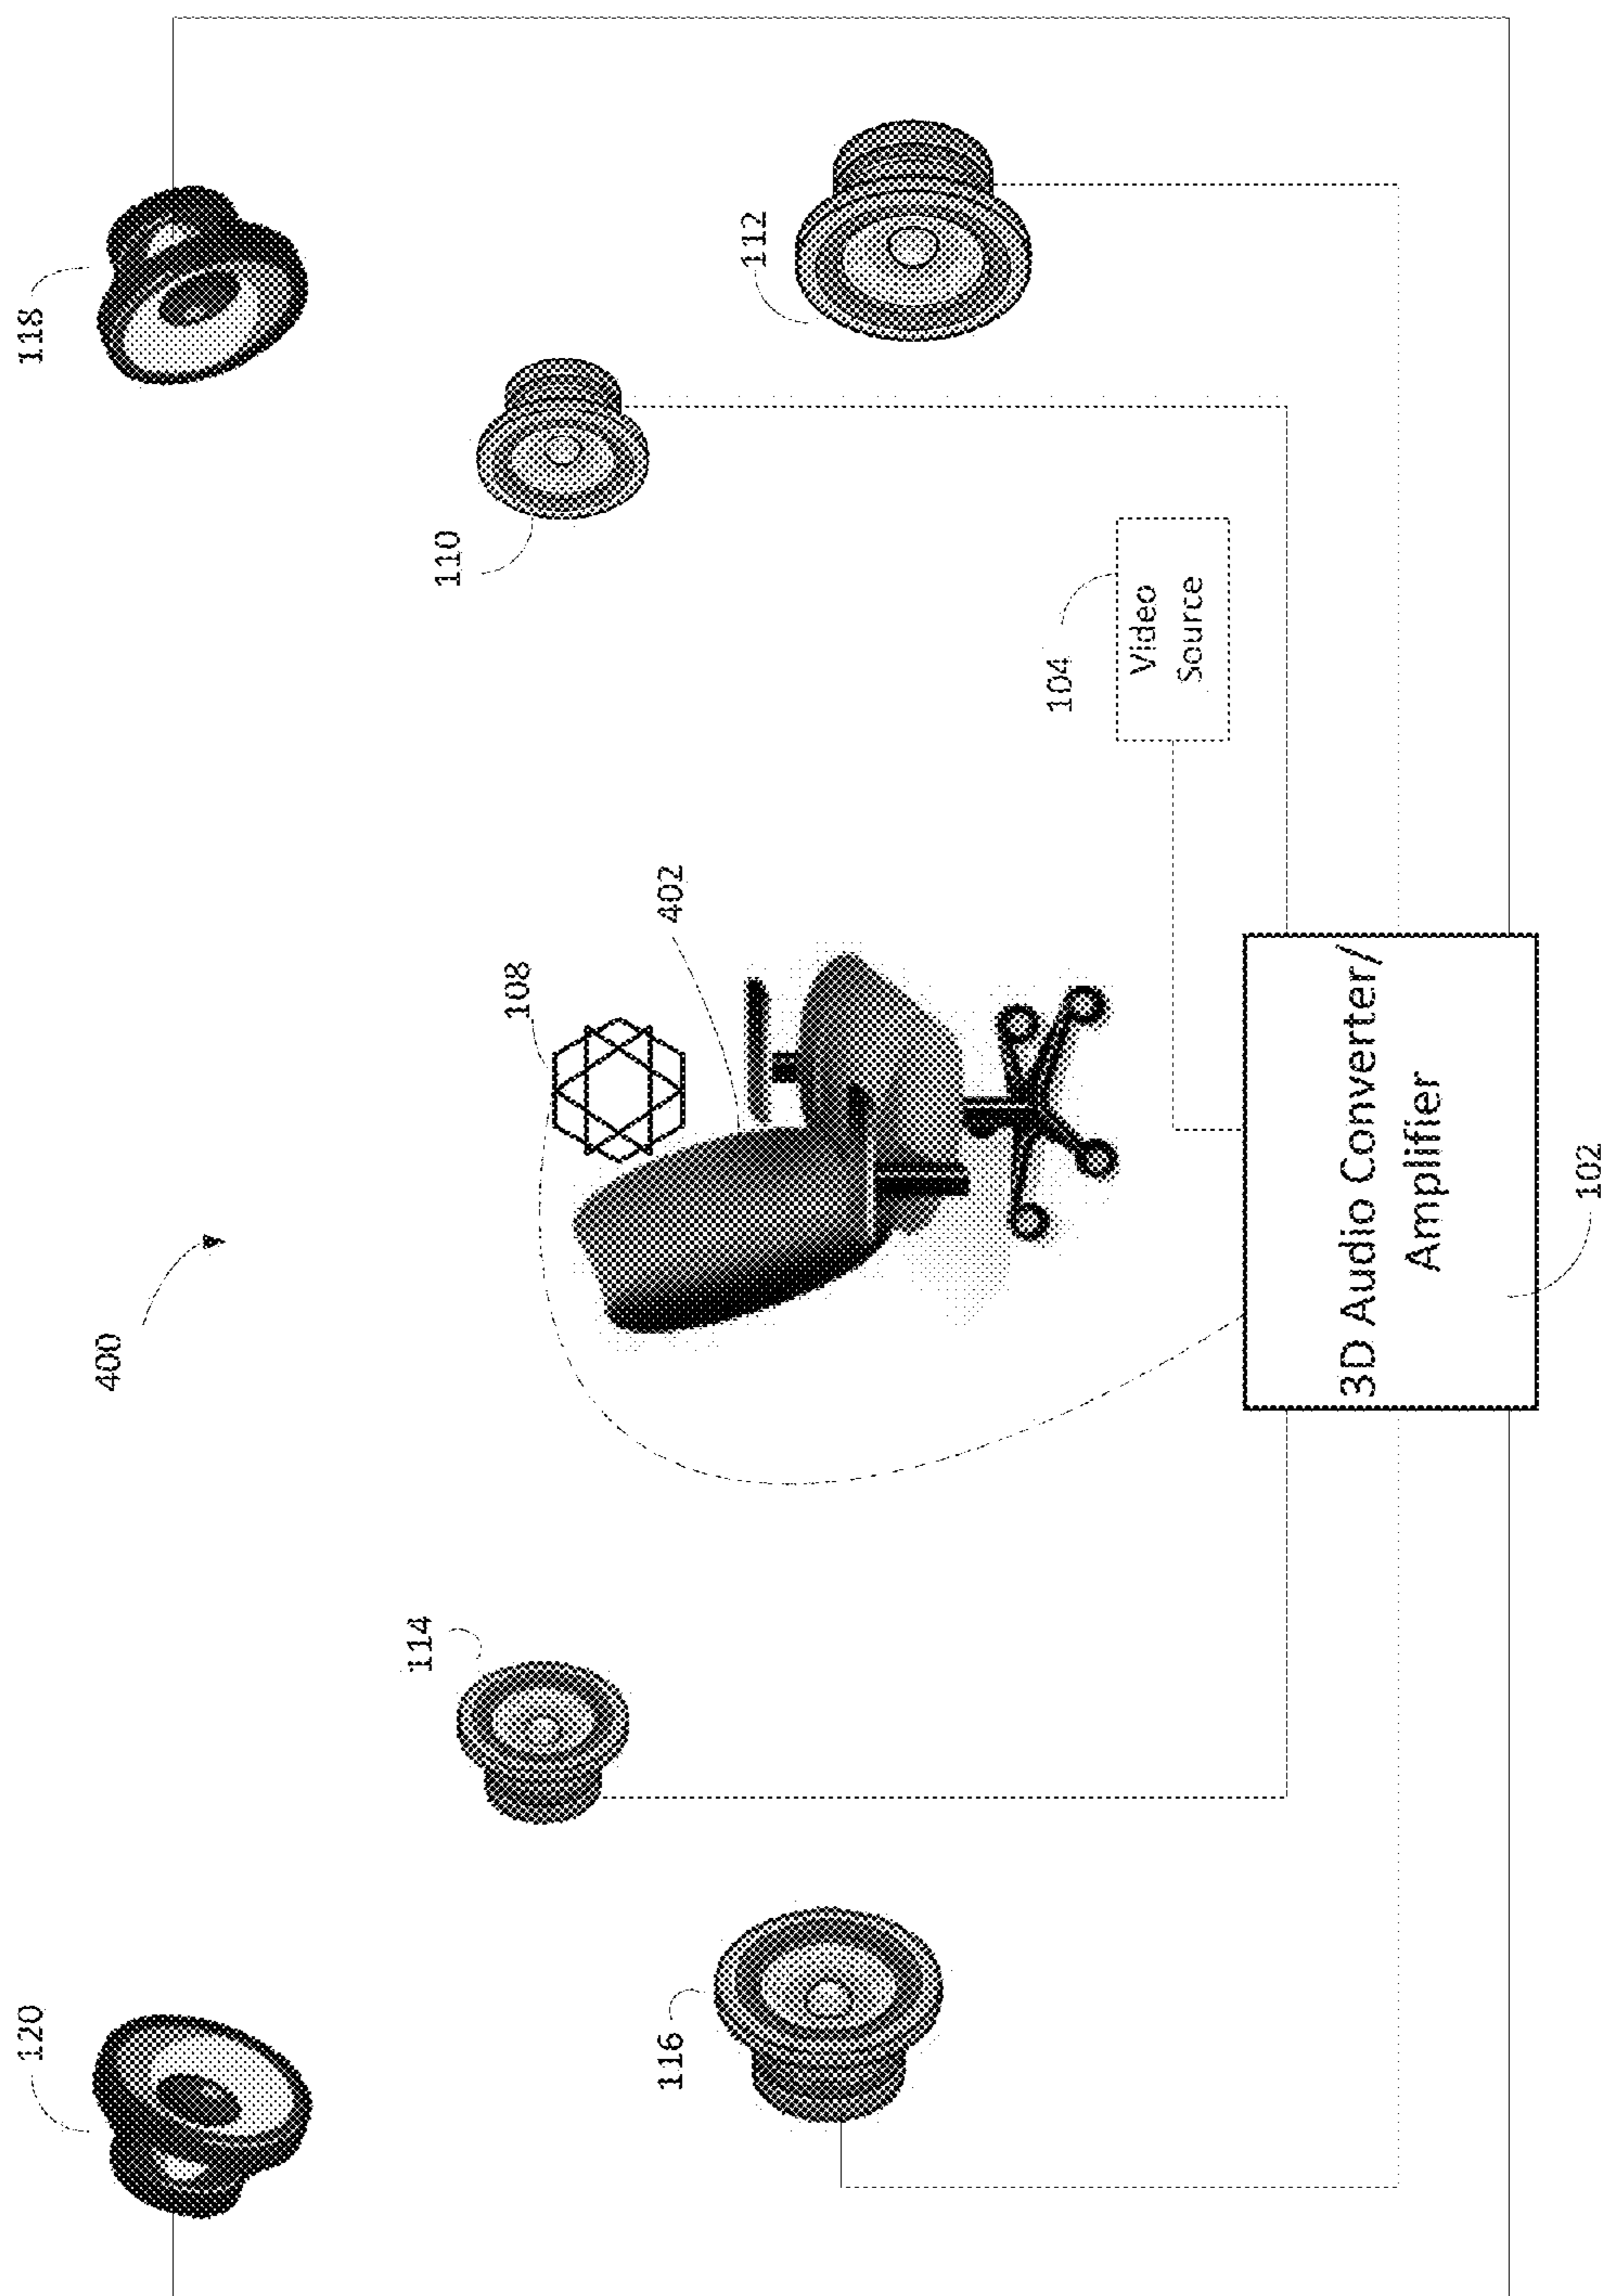 400
120
118
114
110
116
112
108
402
104
Video
Source
3D Audio Converter/
Amplifier
102